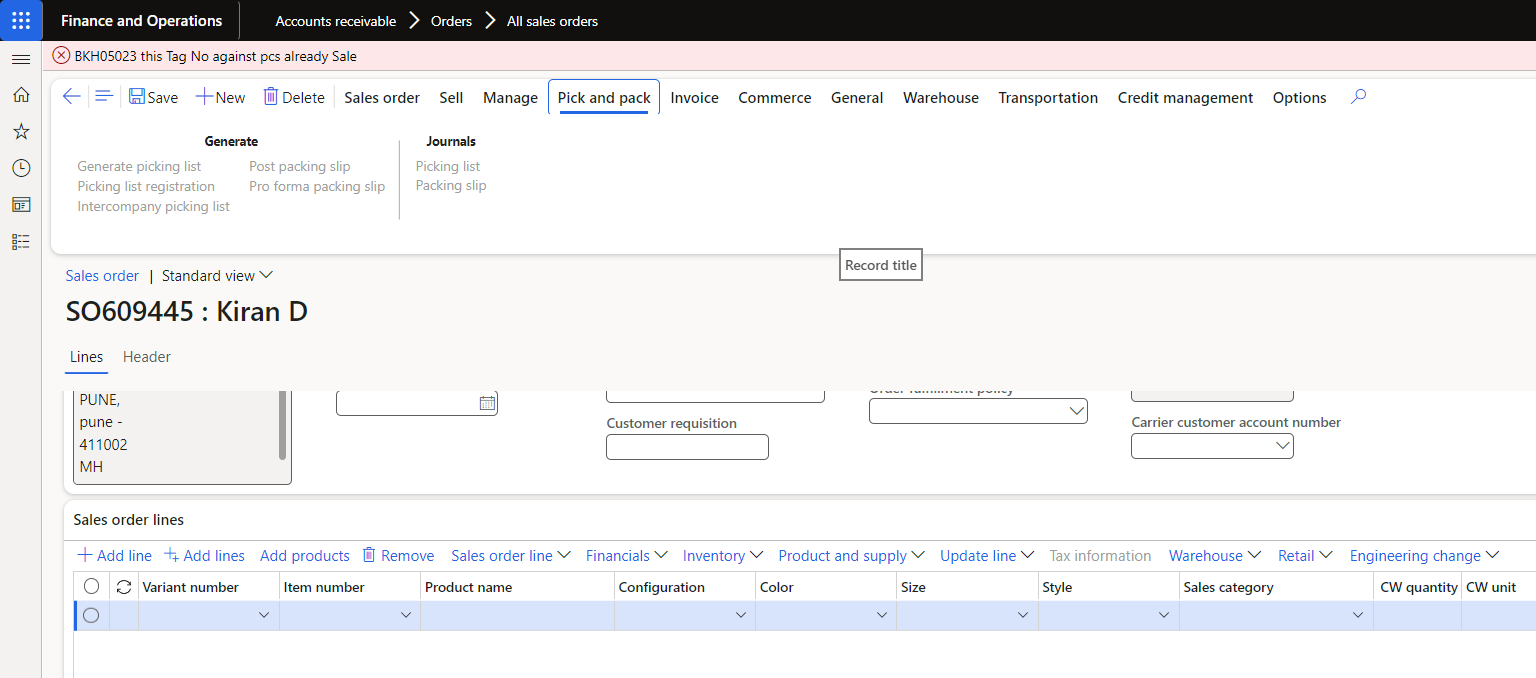 Finance and Operations Accounts receivable Orders All sales orders
BKH05023 this Tag No against pcs already Sale
Save New Delete Sales order Sell Manage Pick and pack Invoice Commerce General Warehouse Transportation Credit management Options
Generate Journals
Generate picking list Post packing slip Picking list
Picking list registration Pro forma packing slip Packing slip
Intercompany picking list
Record title
Sales order | Standard view
SO609445 : Kiran D
Lines Header
Order fulfillment policy
PUNE,
pune -
411002
MH
Customer requisition
Carrier customer account number
Sales order lines
Add line Add lines Add products Remove Sales order line Financials Inventory Product and supply Update line Tax information Warehouse Retail Engineering change
Variant number Item number Product name Configuration Color Size Style Sales category CW quantity CW unit